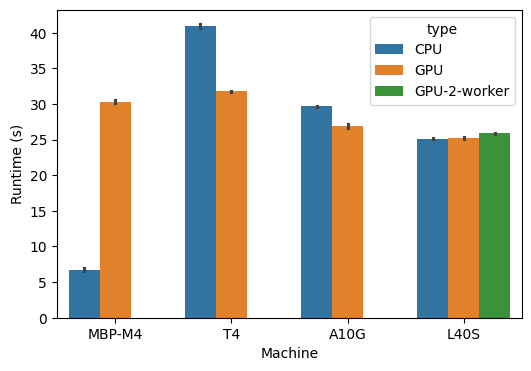 type
CPU
GPU
GPU-2-worker
Runtime (s)
40
35
30
25
20
15
10
5
0
MBP-M4 T4 A10G L40S
Machine